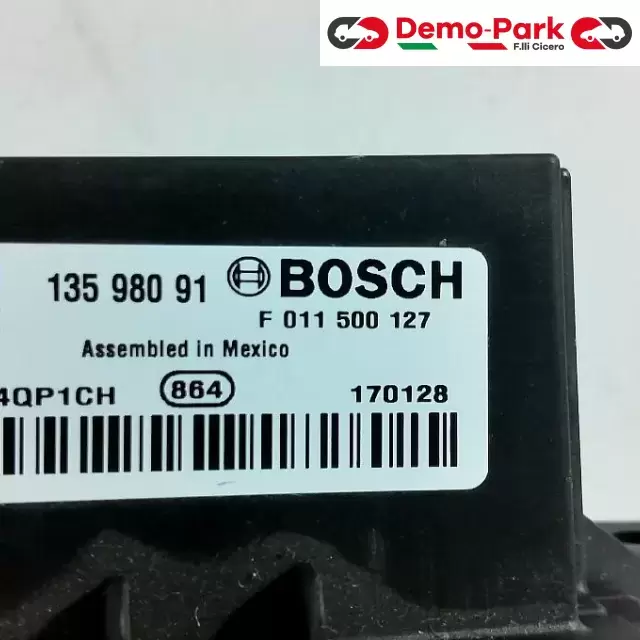 Demo-Park
F.lli Cicero
135 980 91 BOSCH
F 011 500 127
Assembled in Mexico
4QP1CH 864 170128